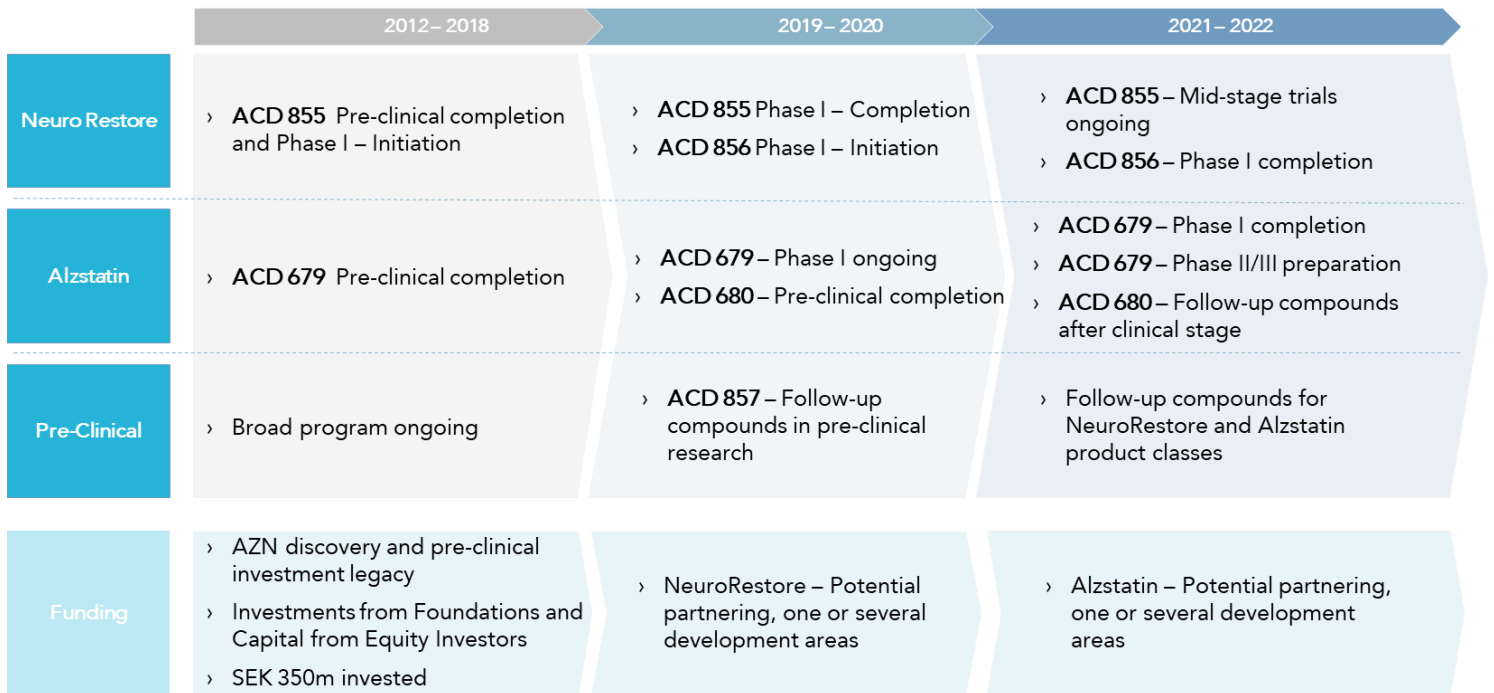 2012– 2018
2019– 2020
2021– 2022
Neuro Restore
› ACD 855 Pre-clinical completion
and Phase I – Initiation
› ACD 855 Phase I – Completion
› ACD 856 Phase I – Initiation
› ACD 855 – Mid-stage trials
ongoing
› ACD 856 – Phase I completion
Alzstatin
› ACD 679 Pre-clinical completion
› ACD 679 – Phase I ongoing
› ACD 680 – Pre-clinical completion
› ACD 679 – Phase I completion
› ACD 679 – Phase II/III preparation
› ACD 680 – Follow-up compounds
after clinical stage
Pre-Clinical
› Broad program ongoing
› ACD 857 – Follow-up
compounds in pre-clinical
research
› Follow-up compounds for
NeuroRestore and Alzstatin
product classes
Funding
› AZN discovery and pre-clinical
investment legacy
› Investments from Foundations and
Capital from Equity Investors
› SEK 350m invested
› NeuroRestore – Potential
partnering, one or several
development areas
› Alzstatin – Potential partnering,
one or several development
areas